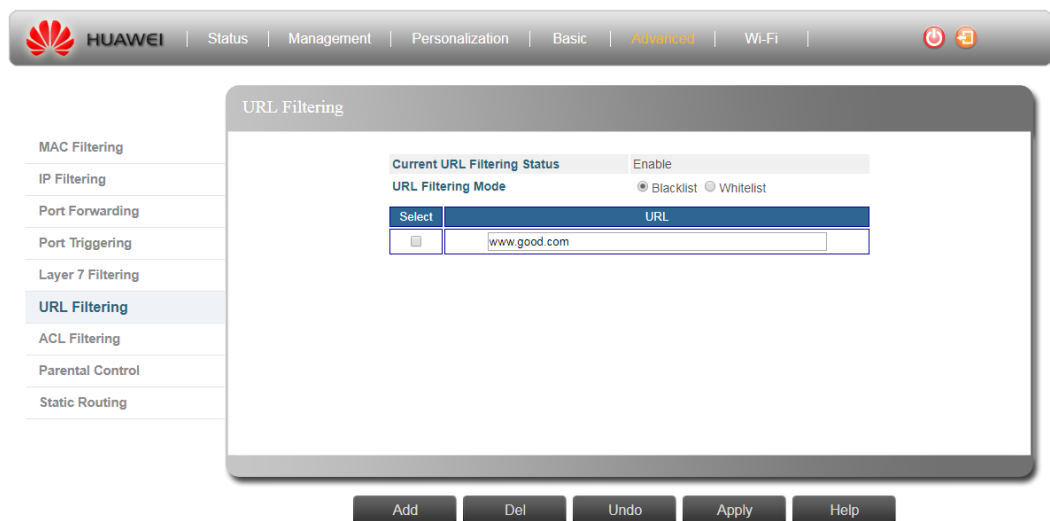 HUAWEI | Status | Management | Personalization | Basic | Advanced | Wi-Fi |
URL Filtering
MAC Filtering
IP Filtering
Port Forwarding
Port Triggering
Layer 7 Filtering
URL Filtering
ACL Filtering
Parental Control
Static Routing
Current URL Filtering Status Enable
URL Filtering Mode Blacklist Whitelist
Select URL
www.good.com
Add Del Undo Apply Help